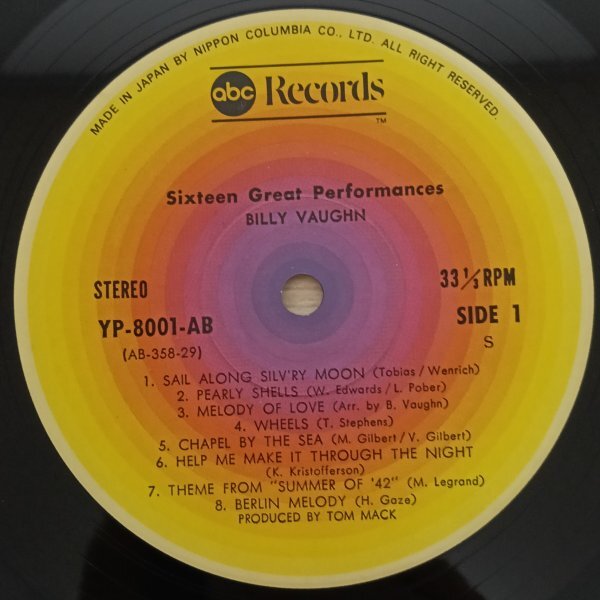 MADE IN JAPAN BY NIPPON COLUMBIA CO., LTD. ALL RIGHT RESERVED.
abc Records
TM
Sixteen Great Performances
BILLY VAUGHN
STEREO
33 1/3 RPM
YP-8001-AB
SIDE 1
(AB-358-29)
S
1. SAIL ALONG SILV'RY MOON (Tobias/Wenrich)
2. PEARLY SHELLS (W. Edwards/L. Pober)
3. MELODY OF LOVE (Arr. by B. Vaughn)
4. WHEELS (T. Stephens)
5. CHAPEL BY THE SEA (M. Gilbert/V. Gilbert)
6. HELP ME MAKE IT THROUGH THE NIGHT
(K. Kristofferson)
7. THEME FROM "SUMMER OF '42" (M. Legrand)
8. BERLIN MELODY (H. Gaze)
PRODUCED BY TOM MACK